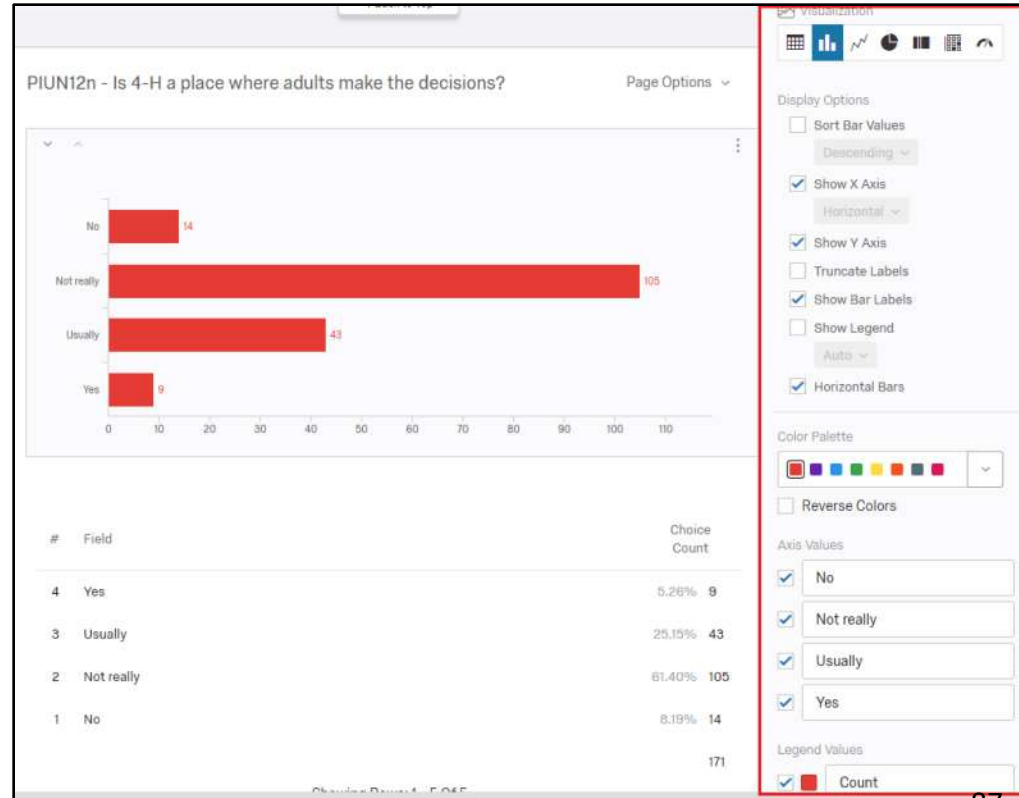 Visualization
PIUN12n - Is 4-H a place where adults make the decisions?
Page Options
No
14
Not really
105
Usually
43
Yes
9
0 10 20 30 40 50 60 70 80 90 100 110
# Field Choice Count
4 Yes 5.26% 9
3 Usually 25.15% 43
2 Not really 61.40% 105
1 No 8.19% 14
171
Display Options
Sort Bar Values
Descending
Show X Axis
Horizontal
Show Y Axis
Truncate Labels
Show Bar Labels
Show Legend
Auto
Horizontal Bars
Color Palette
Reverse Colors
Axis Values
No
Not really
Usually
Yes
Legend Values
Count